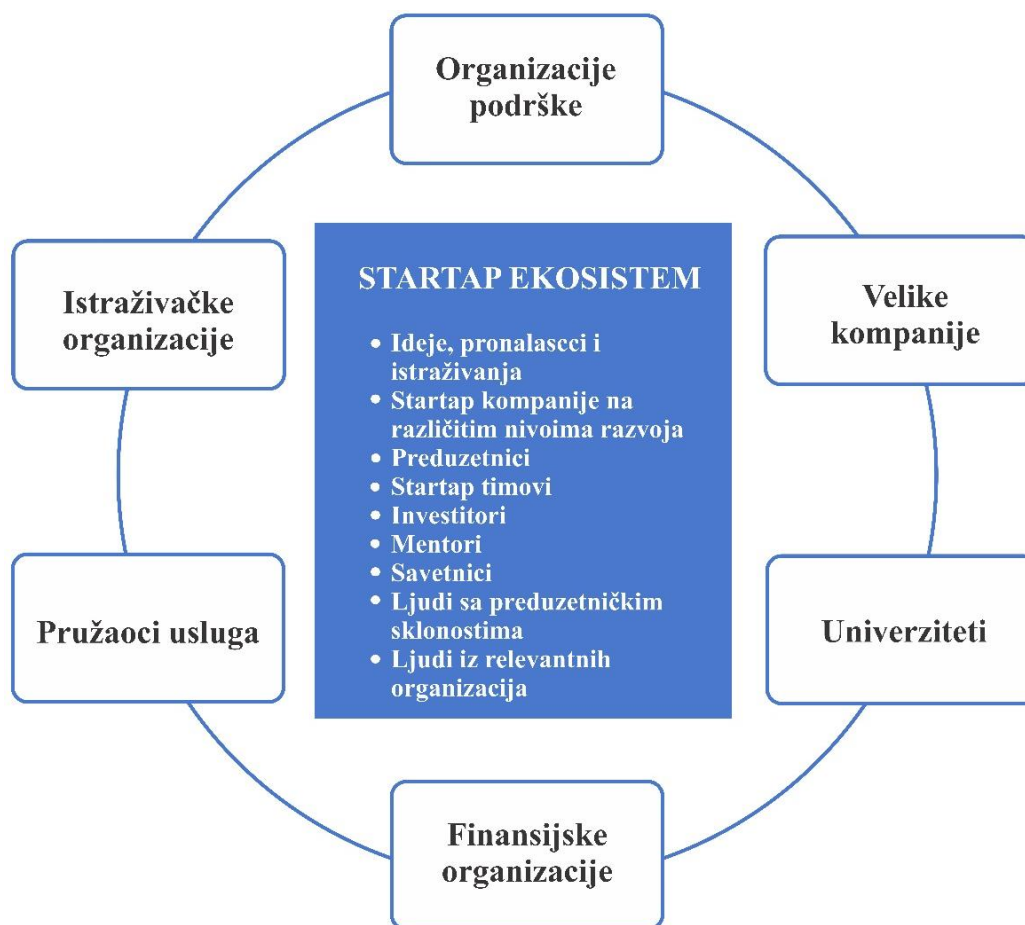 Organizacije
podrške
Istraživačke
organizacije
STARTAP EKOSISTEM
• Ideje, pronalascci i
istraživanja
• Startap kompanije na
različitim nivoima razvoja
• Preduzetnici
• Startap timovi
• Investitori
• Mentori
• Savetnici
• Ljudi sa preduzetničkim
sklonostima
• Ljudi iz relevantnih
organizacija
Velike
kompanije
Pružaoci usluga
Univerziteti
Finansijske
organizacije